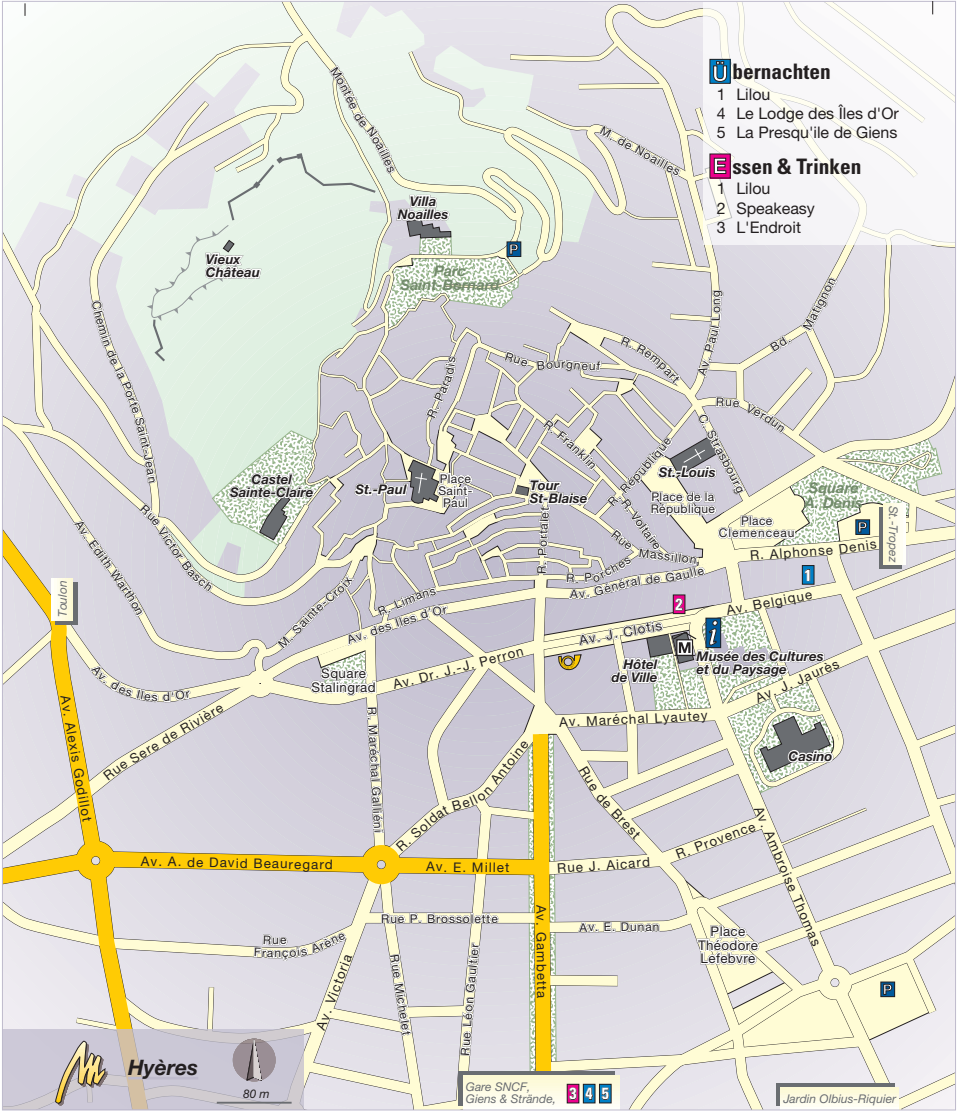 Übernachten
1 Lilou
4 Le Lodge des Îles d'Or
5 La Presqu'ile de Giens
Essen & Trinken
1 Lilou
2 Speakeasy
3 L'Endroit
Montée de Noailles
M. de Noailles
Villa
Noailles
P
Vieux
Château
Parc
Saint-Bernard
Chemin de la Porte Saint-Jean
Av. Paul Long
Bd. Matignon
R. Rempart
Rue Bourgneuf
R. Paradis
Rue Verdun
C. Strasbourg
R. Franklin
R. République
St.-Louis
Castel
Sainte-Claire
St.-Paul
Place
Saint-
Paul
Tour
St-Blaise
Place de la
République
Square
Denis
Place
Clemenceau
P
St.-Tropez
R. Voltaire
Rue Massillon
R. Portalet
R. Alphonse Denis
Rue Victor Basch
Av. Edith Warthon
R. Porches
Av. Général de Gaulle
1
Toulon
M. Sainte-Croix
R. Limans
Av. des Iles d'Or
2
Av. Belgique
Av. J. Clotis
i
M
Musée des Cultures
et du Paysage
Hôtel
de Ville
Square
Stalingrad
Av. Dr. J.-J. Perron
Av. des Iles d'Or
Av. J. Jaurès
Av. Maréchal Lyautey
Rue Sere de Rivière
Av. Alexis Godillot
R. Maréchal Galliéni
Casino
R. Soldat Bellon Antoine
Rue de Brest
R. Provence
Av. Ambroise Thomas
Av. A. de David Beauregard
Av. E. Millet
Rue J. Aicard
Rue P. Brossolette
Av. E. Dunan
Av. Gambetta
Place
Théodore
Lefebvre
Rue
François Arène
Av. Victoria
Rue Michelet
Rue Léon Gaultier
P
Hyères
80 m
Gare SNCF,
Giens & Strände, 3 4 5
Jardin Olbius-Riquier